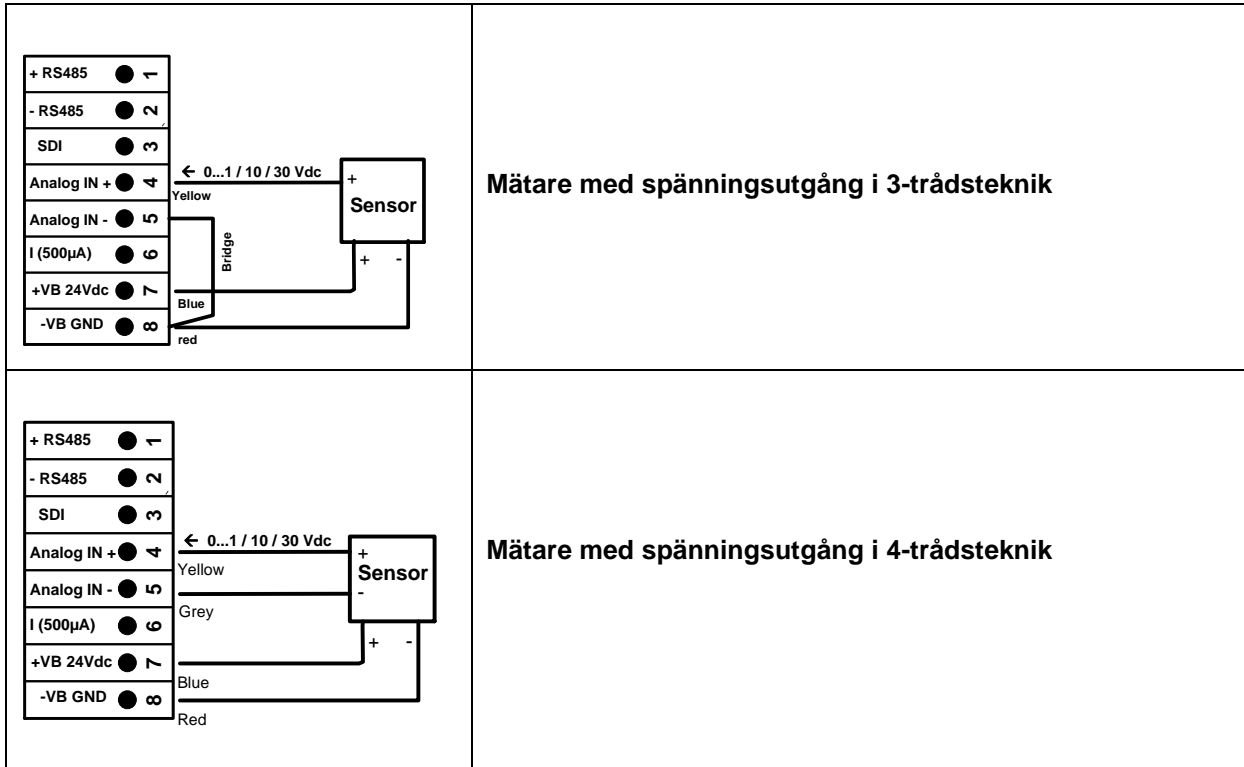 + RS485 1
- RS485 2
SDI 3
Analog IN + 4
Analog IN - 5
I (500µA) 6
+VB 24Vdc 7
-VB GND 8
← 0...1 / 10 / 30 Vdc
Yellow
Bridge
Blue
red
+
Sensor
+ -
Mätare med spänningsutgång i 3-trådsteknik
+ RS485 1
- RS485 2
SDI 3
Analog IN + 4
Analog IN - 5
I (500µA) 6
+VB 24Vdc 7
-VB GND 8
← 0...1 / 10 / 30 Vdc
Yellow
Grey
Blue
Red
+
Sensor
-
+ -
Mätare med spänningsutgång i 4-trådsteknik